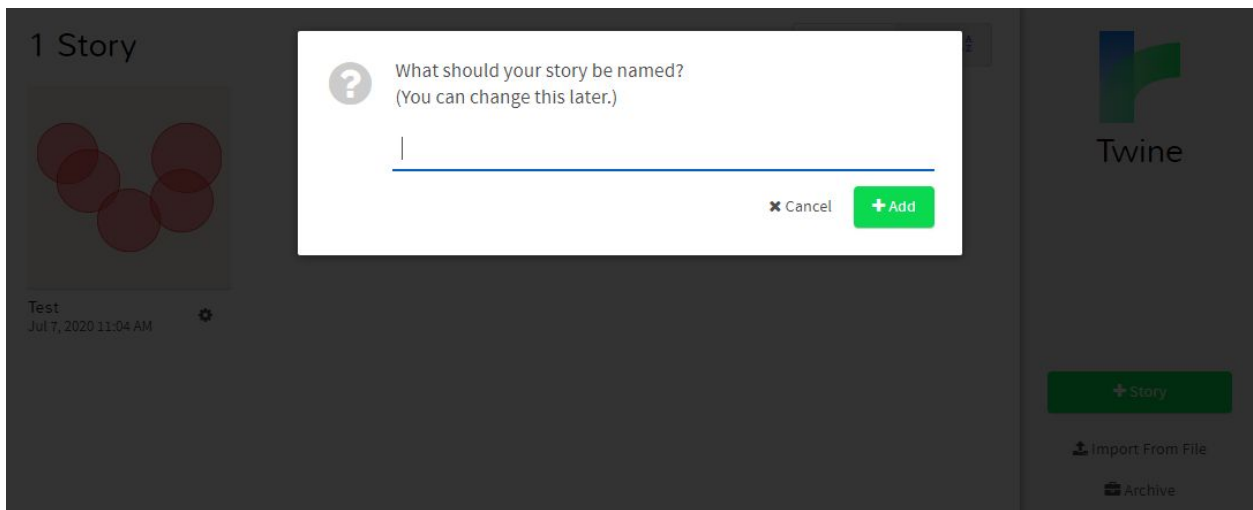 1 Story
What should your story be named?
(You can change this later.)
Cancel
Add
Test
Jul 7, 2020 11:04 AM
Twine
Story
Import From File
Archive